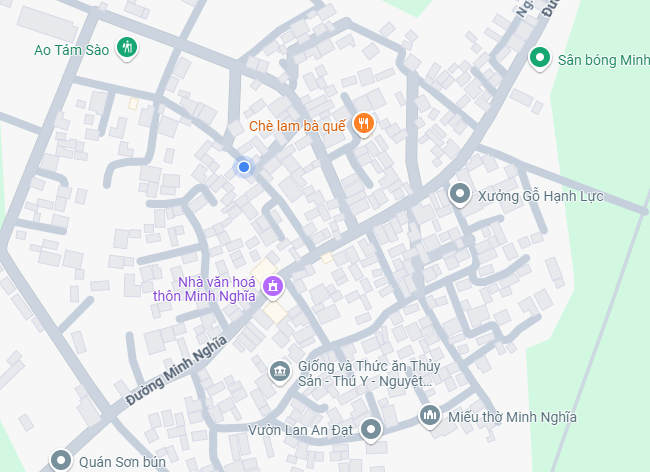 Đường
Ao Tám Sào
Sân bóng Minh
Chè lam bà quế
Xưởng Gỗ Hạnh Lực
Nhà văn hoá
thôn Minh Nghĩa
Đường Minh Nghĩa
Giống và Thức ăn Thủy
Sản - Thú Y - Nguyệt...
Miếu thờ Minh Nghĩa
Vườn Lan An Đạt
Quán Sơn bún